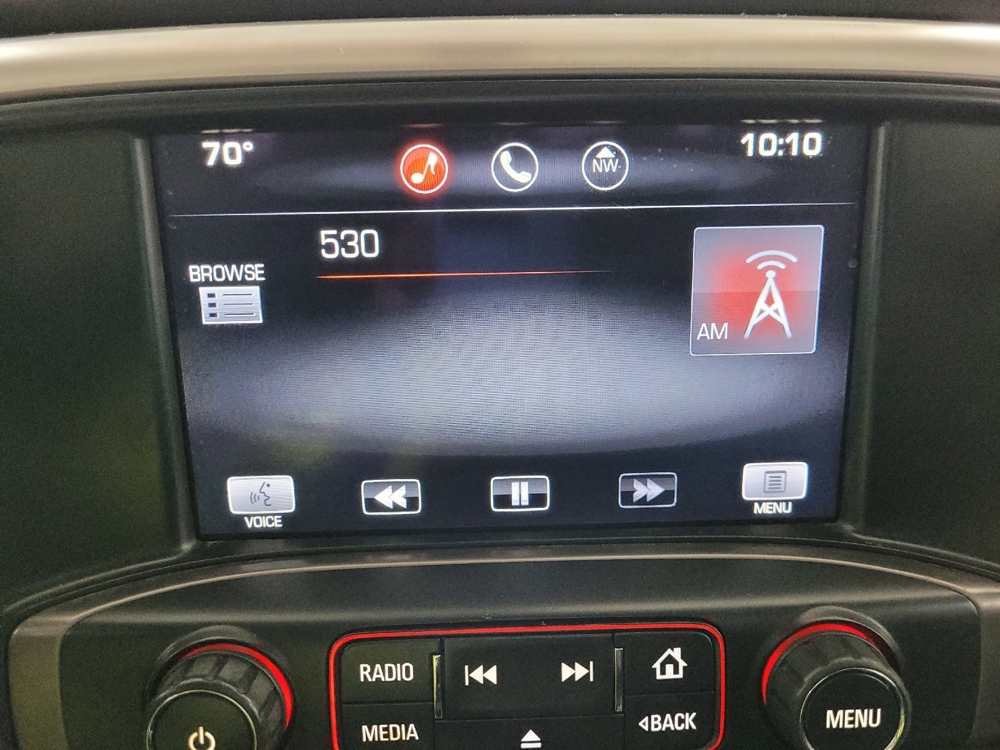 70°
NW
10:10
530
BROWSE
AM
VOICE
MENU
RADIO
MEDIA
BACK
MENU